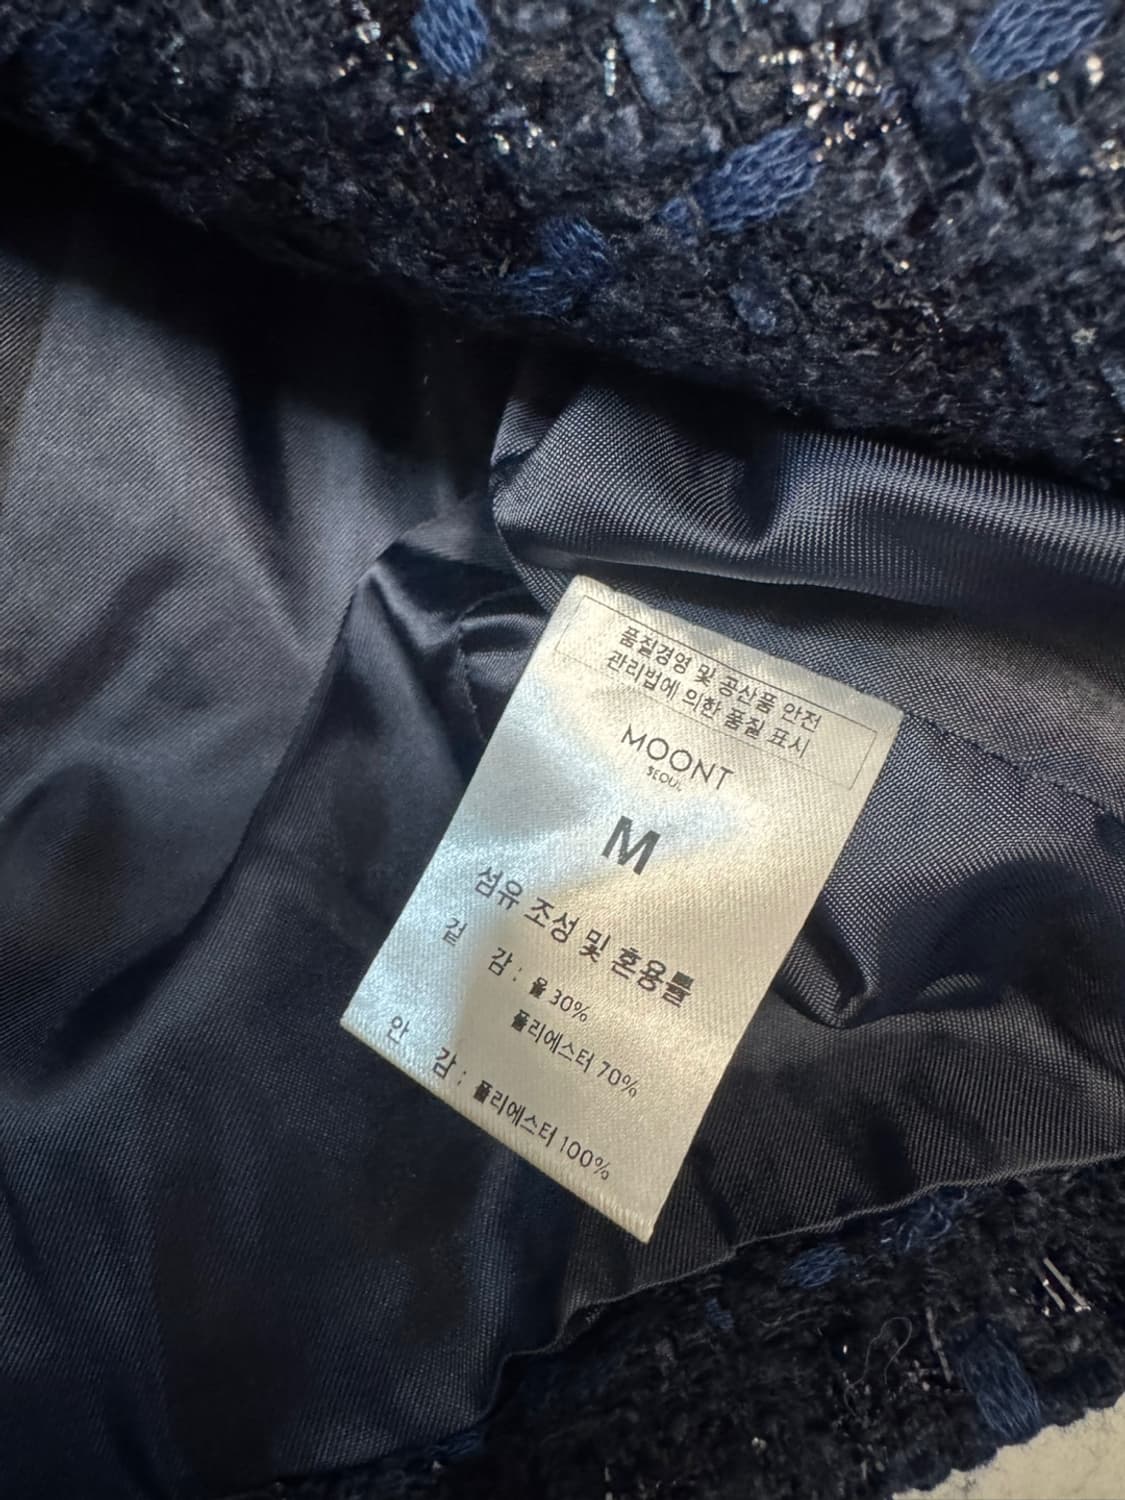 품질경영 및 공산품 안전
관리법에 의한 품질 표시
MOONT
SEOUL
M
섬유 조성 및 혼용률
겉 감 : 울 30%
폴리에스터 70%
안 감 : 폴리에스터 100%